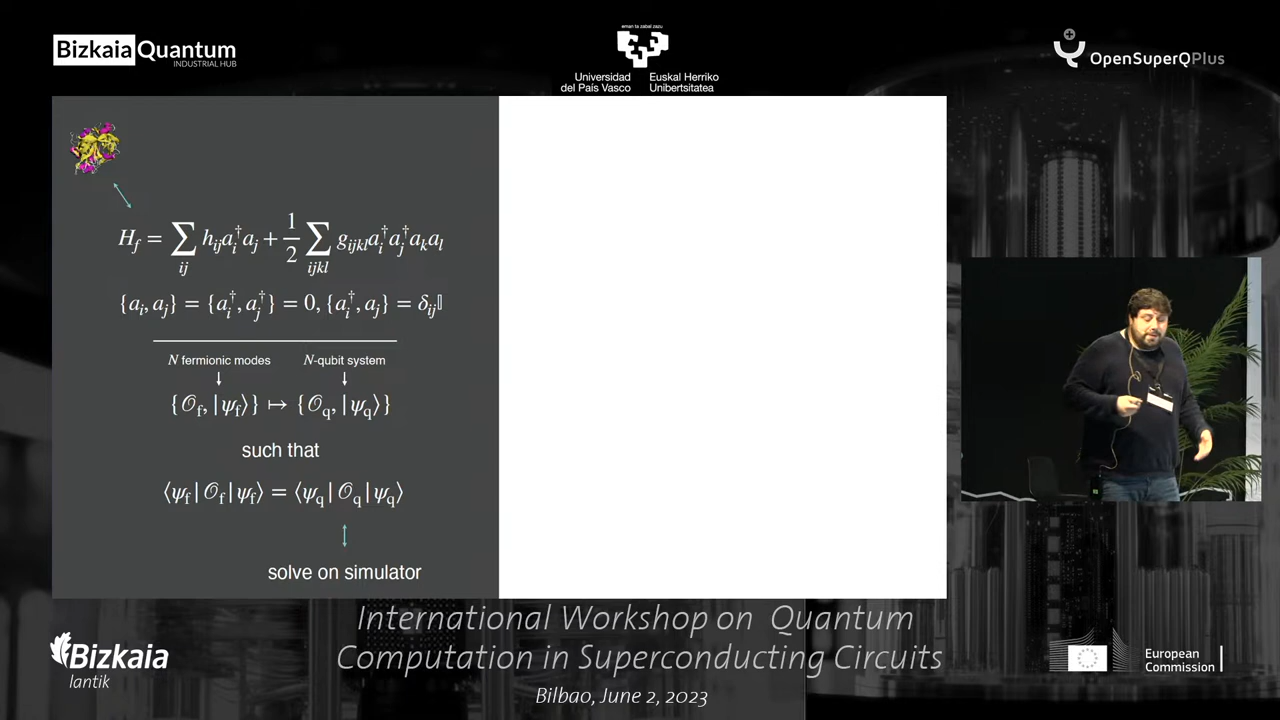 eman ta zabal zazu
Bizkaia Quantum
INDUSTRIAL HUB
Universidad del País Vasco
Euskal Herriko Unibertsitatea
OpenSuperQPlus
H_f = ∑_{ij} h_{ij} a_i^† a_j + 1/2 ∑_{ijkl} g_{ijkl} a_i^† a_j^† a_k a_l
{a_i, a_j} = {a_i^†, a_j^†} = 0, {a_i^†, a_j} = δ_{ij}𝕀
N fermionic modes N-qubit system
{𝒪_f, |ψ_f⟩} ↦ {𝒪_q, |ψ_q⟩}
such that
⟨ψ_f|𝒪_f|ψ_f⟩ = ⟨ψ_q|𝒪_q|ψ_q⟩
solve on simulator
International Workshop on Quantum
Computation in Superconducting Circuits
Bilbao, June 2, 2023
Bizkaia
lantik
European
Commission